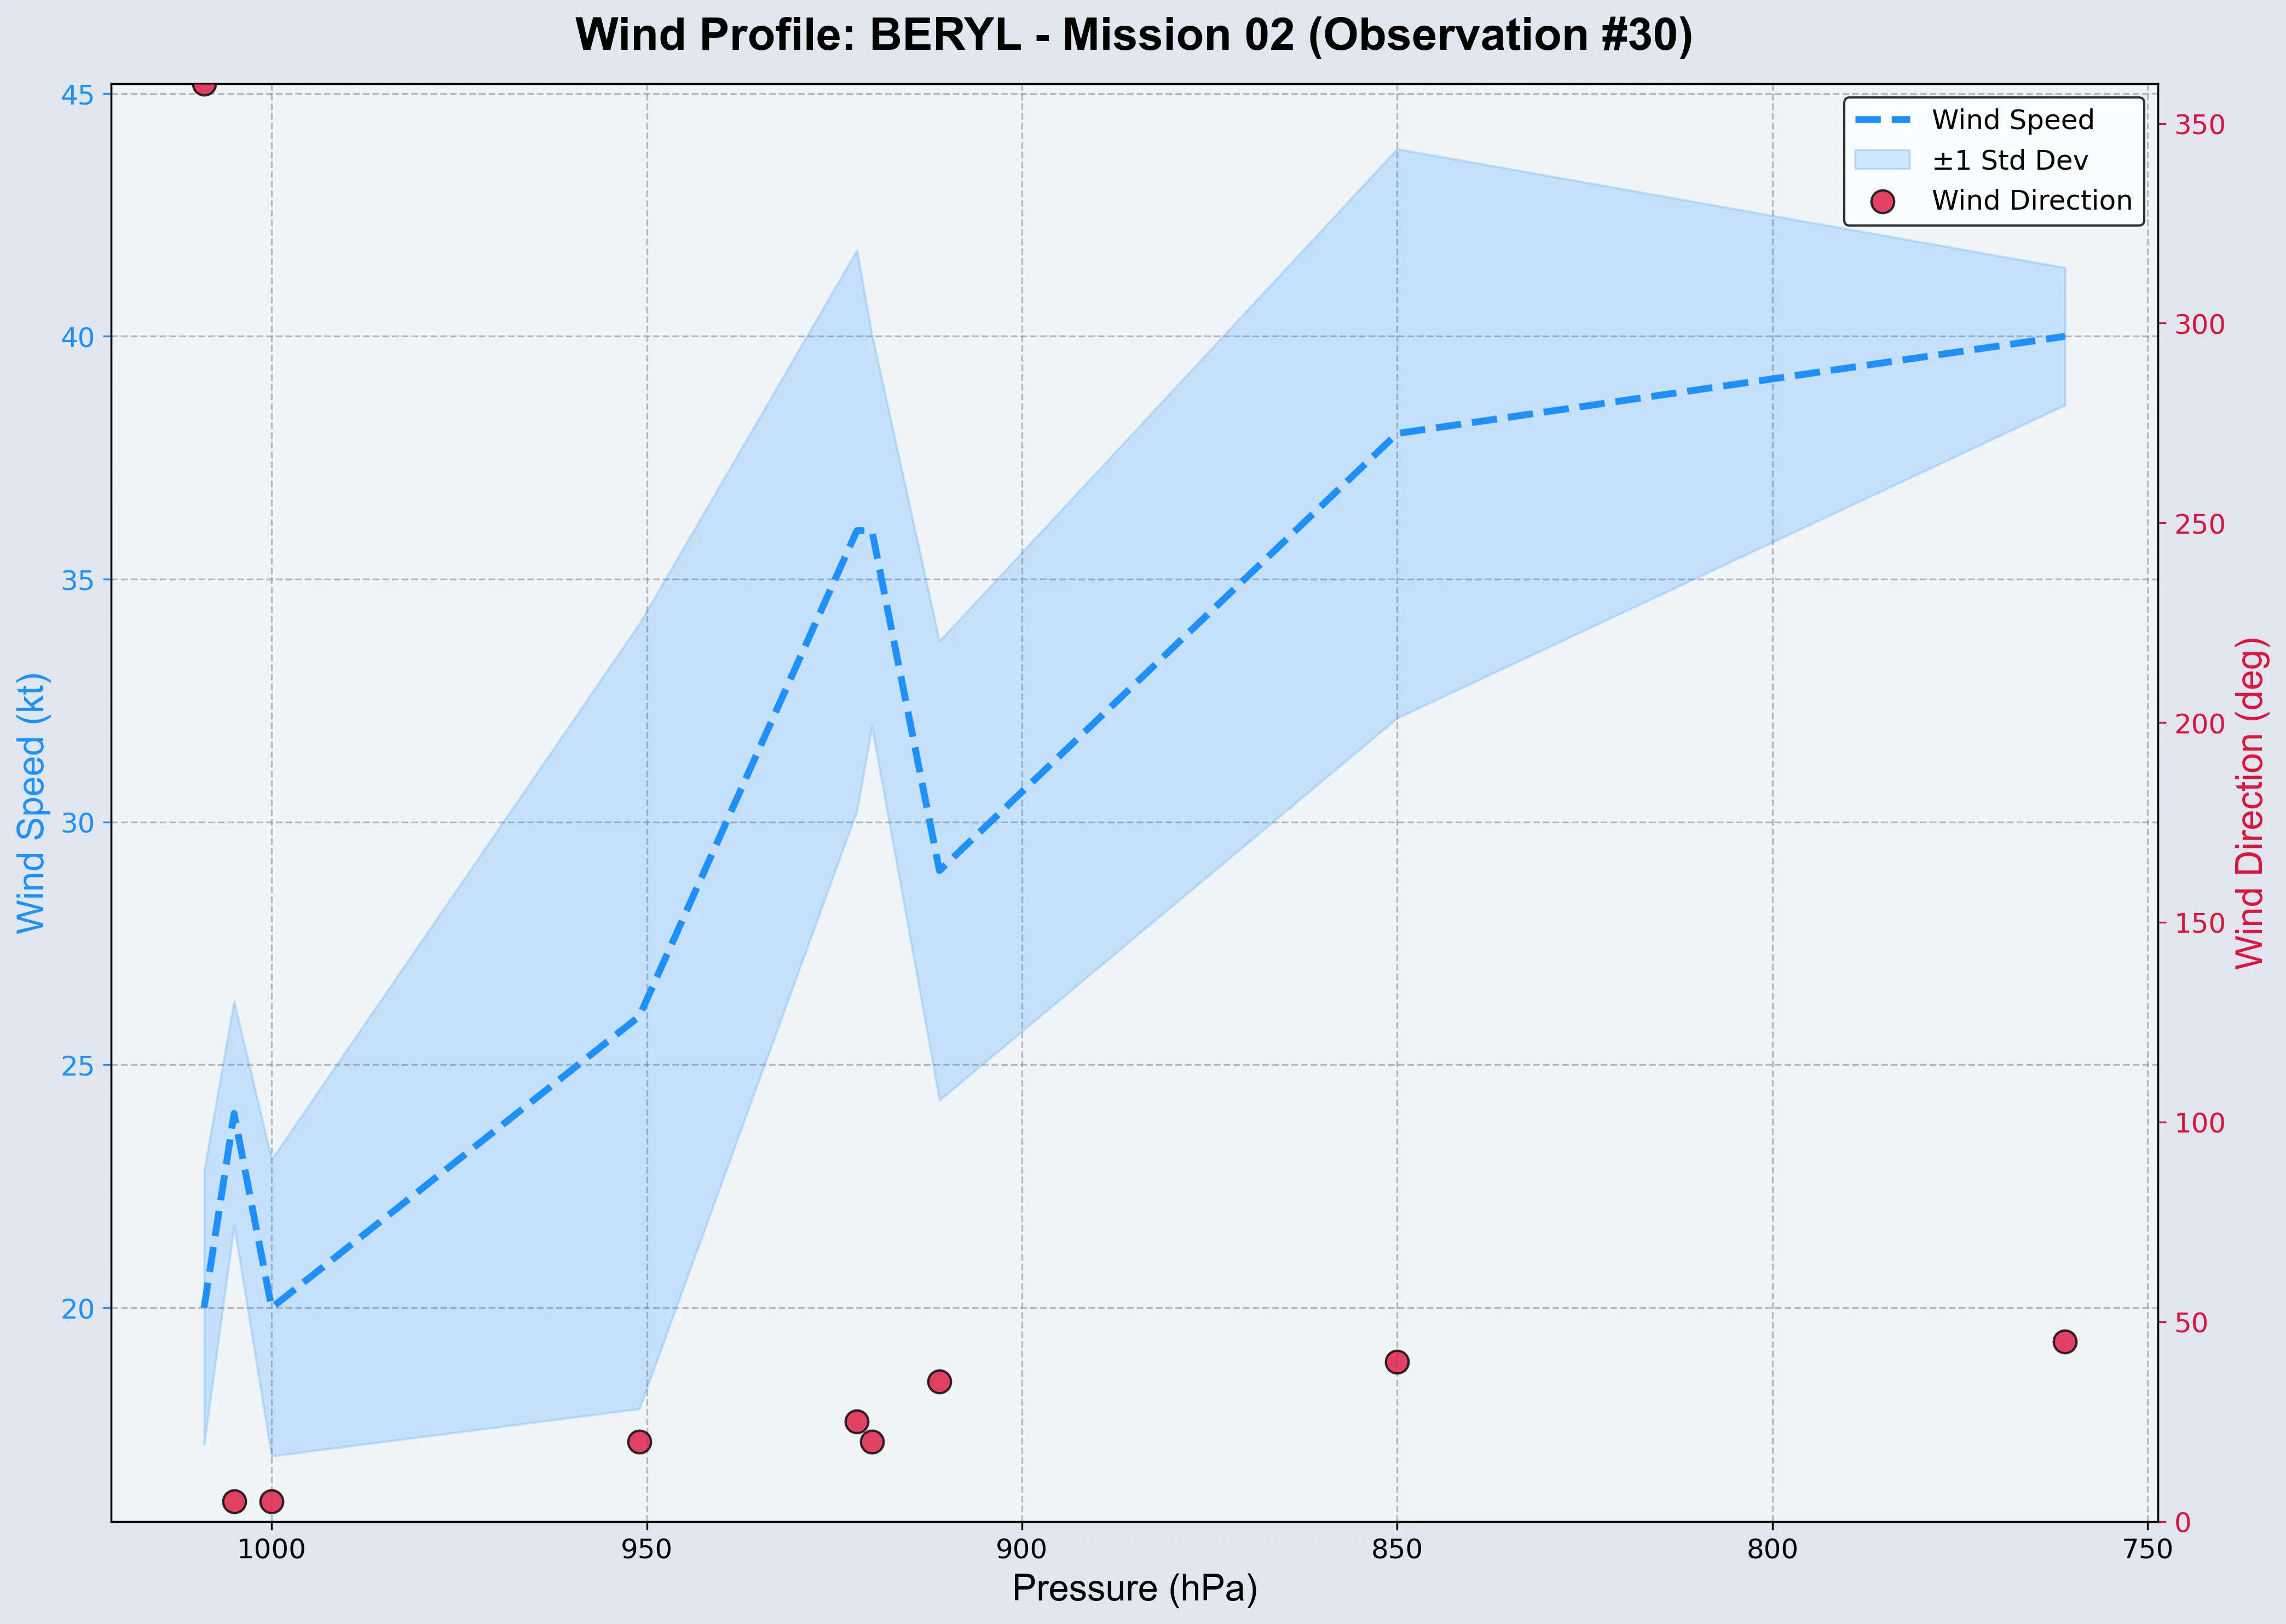 Wind Profile: BERYL - Mission 02 (Observation #30)
45
40
35
30
25
20
Wind Speed (kt)
Wind Speed
±1 Std Dev
Wind Direction
350
300
250
200
150
100
50
0
Wind Direction (deg)
1000
950
900
850
800
750
Pressure (hPa)